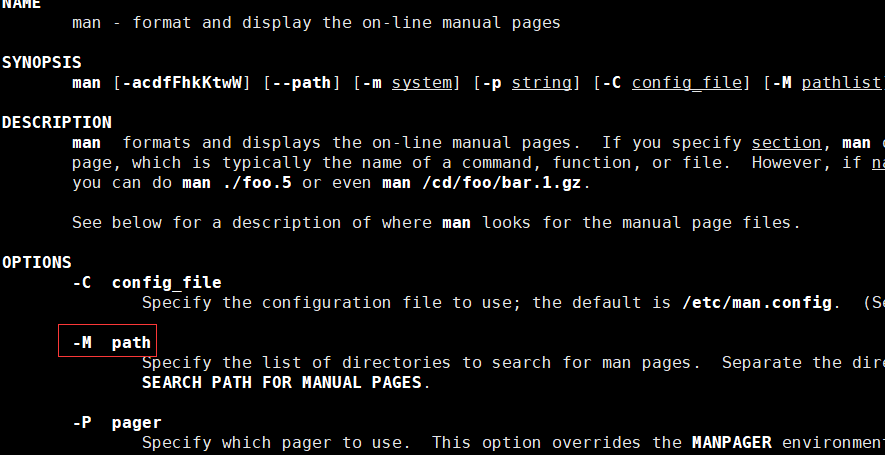 NAME
man - format and display the on-line manual pages
SYNOPSIS
man [-acdfFhkKtwW] [--path] [-m system] [-p string] [-C config_file] [-M pathlist
DESCRIPTION
man formats and displays the on-line manual pages. If you specify section, man
page, which is typically the name of a command, function, or file. However, if
you can do man ./foo.5 or even man /cd/foo/bar.1.gz.
See below for a description of where man looks for the manual page files.
OPTIONS
-C config_file
Specify the configuration file to use; the default is /etc/man.config. (Se
-M path
Specify the list of directories to search for man pages. Separate the dire
SEARCH PATH FOR MANUAL PAGES.
-P pager
Specify which pager to use. This option overrides the MANPAGER environment